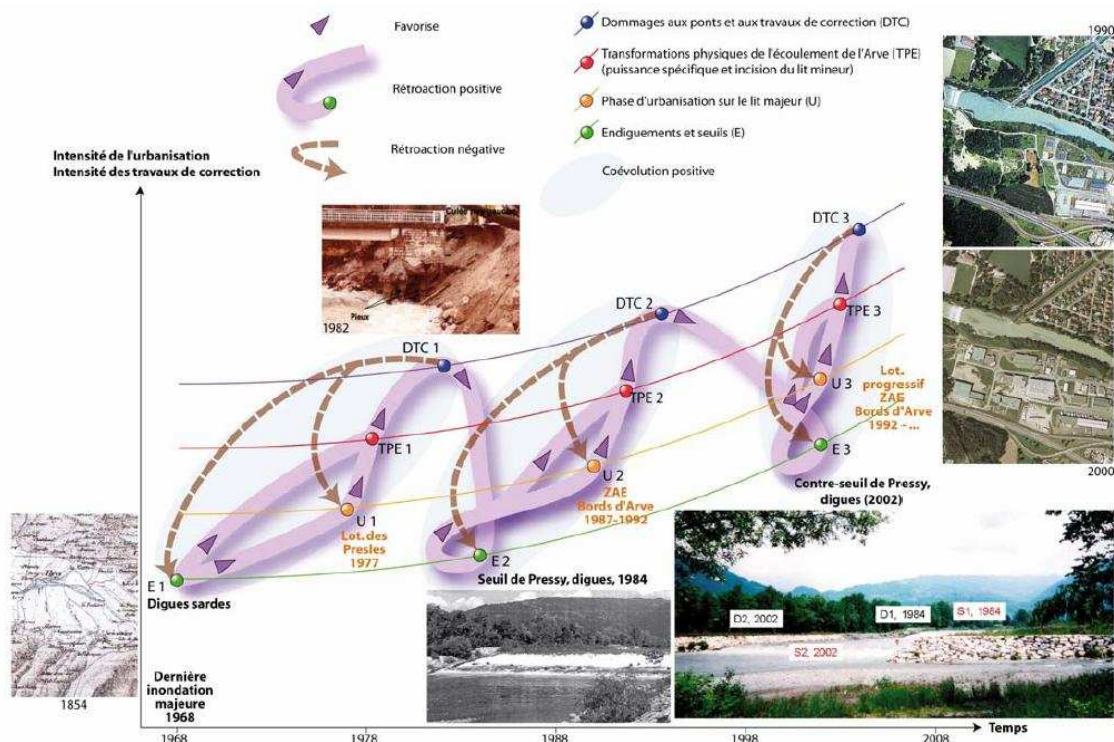 Favorise
Rétroaction positive
Rétroaction négative
Dommages aux ponts et aux travaux de correction (DTC)
Transformations physiques de l'écoulement de l'Arve (TPE)
(puissance spécifique et incision du lit mineur)
Phase d'urbanisation sur le lit majeur (U)
Endiguements et seuils (E)
Coévolution positive
1990
Intensité de l'urbanisation
Intensité des travaux de correction
Culée
Pieux
1982
DTC 1
DTC 2
DTC 3
TPE 1
TPE 2
TPE 3
U 1
Lot. des
Presles
1977
U 2
ZAE
Bords d'Arve
1987-1992
U 3
Lot.
progressif
ZAE
Bords d'Arve
1992 - ...
2000
E 1
Digues sardes
E 2
Seuil de Pressy, digues, 1984
E 3
Contre-seuil de Pressy,
digues (2002)
D2, 2002
D1, 1984
S1, 1984
S2, 2002
1854
Dernière
inondation
majeure
1968
Temps
1968
1978
1988
1998
2008